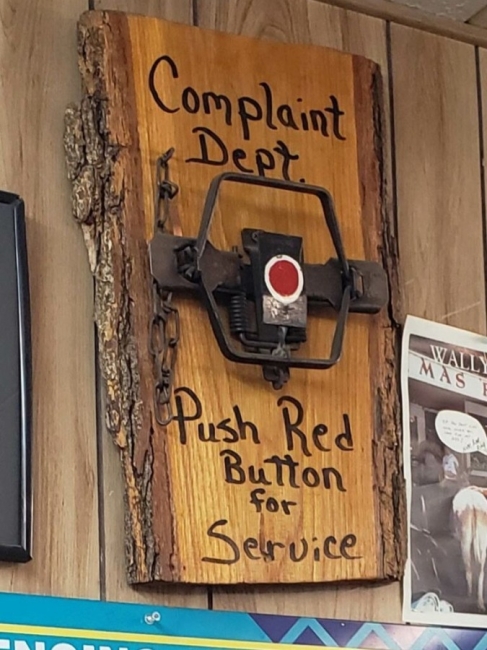 Complaint
Dept.
Push Red
Button
for
Service
WALLY
MAS